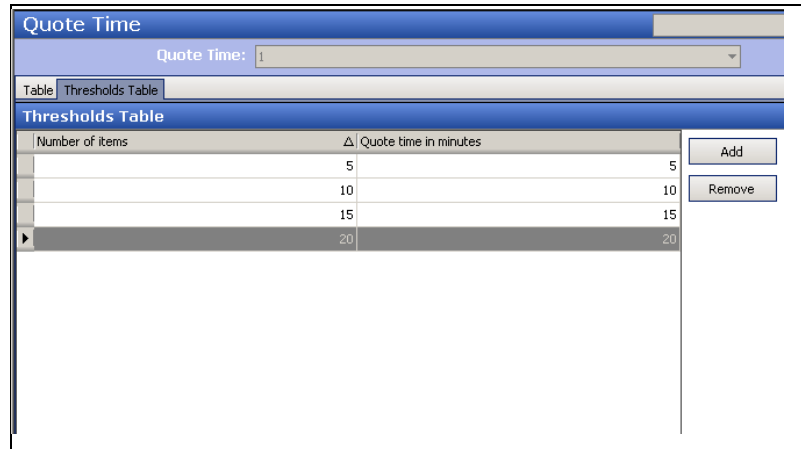 Quote Time
Quote Time: 1
Table Thresholds Table
Thresholds Table
Number of items Quote time in minutes
Add
5 5
10 10
Remove
15 15
20 20